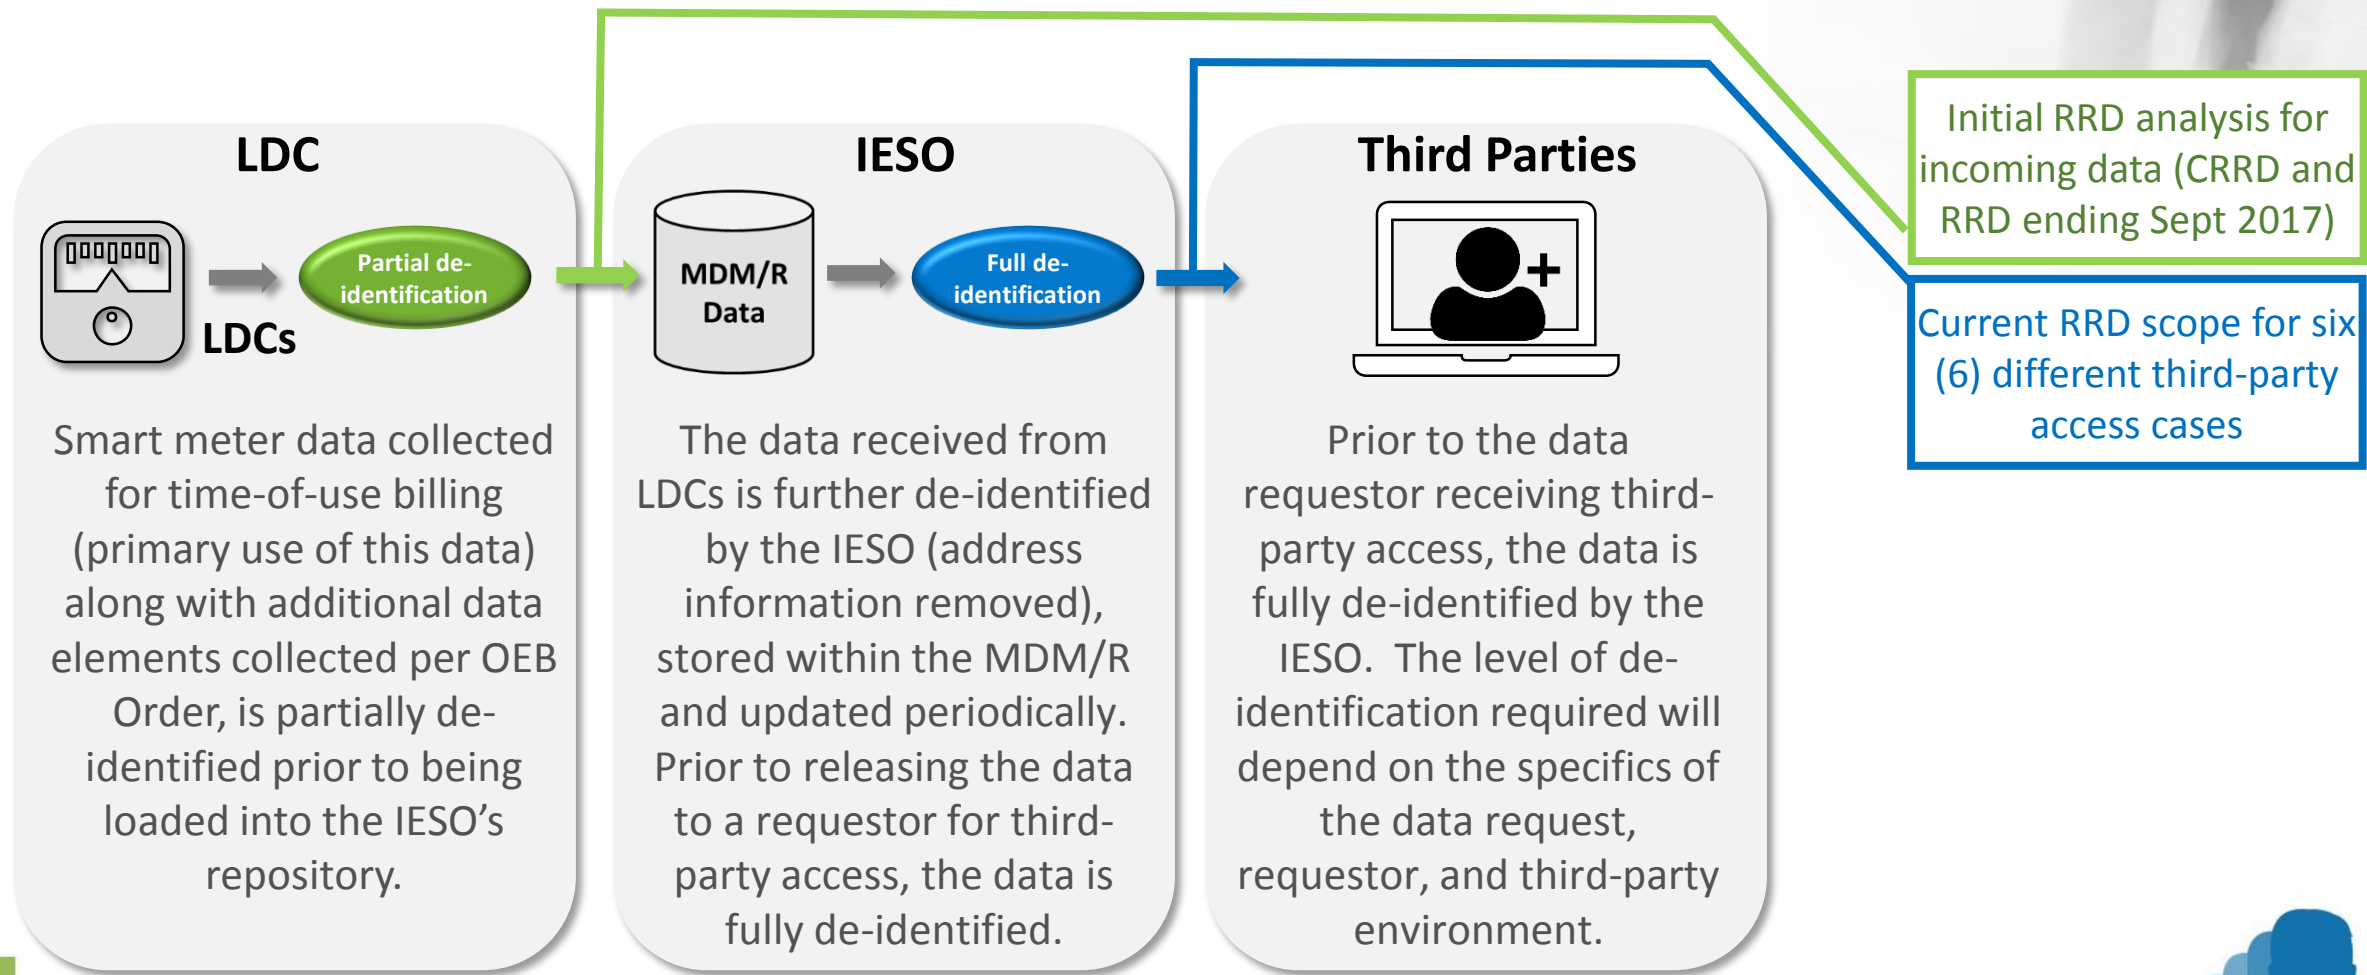 LDC
LDCs
Partial de-
identification
Smart meter data collected
for time-of-use billing
(primary use of this data)
along with additional data
elements collected per OEB
Order, is partially de-
identified prior to being
loaded into the IESO’s
repository.
IESO
MDM/R
Data
Full de-
identification
The data received from
LDCs is further de-identified
by the IESO (address
information removed),
stored within the MDM/R
and updated periodically.
Prior to releasing the data
to a requestor for third-
party access, the data is
fully de-identified.
Third Parties
Prior to the data
requestor receiving third-
party access, the data is
fully de-identified by the
IESO.  The level of de-
identification required will
depend on the specifics of
the data request,
requestor, and third-party
environment.
Initial RRD analysis for
incoming data (CRRD and
RRD ending Sept 2017)
Current RRD scope for six
(6) different third-party
access cases